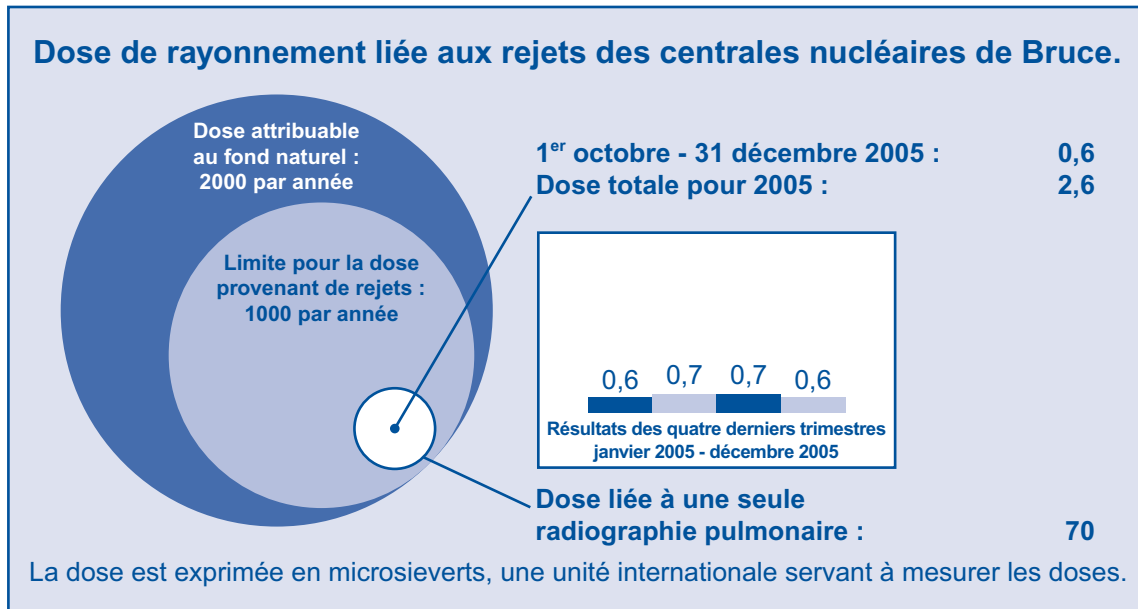 Dose de rayonnement liée aux rejets des centrales nucléaires de Bruce.
Dose attribuable
au fond naturel :
2000 par année
Limite pour la dose
provenant de rejets :
1000 par année
1er octobre - 31 décembre 2005 : 0,6
Dose totale pour 2005 : 2,6
0,6 0,7 0,7 0,6
Résultats des quatre derniers trimestres
janvier 2005 - décembre 2005
Dose liée à une seule
radiographie pulmonaire : 70
La dose est exprimée en microsieverts, une unité internationale servant à mesurer les doses.